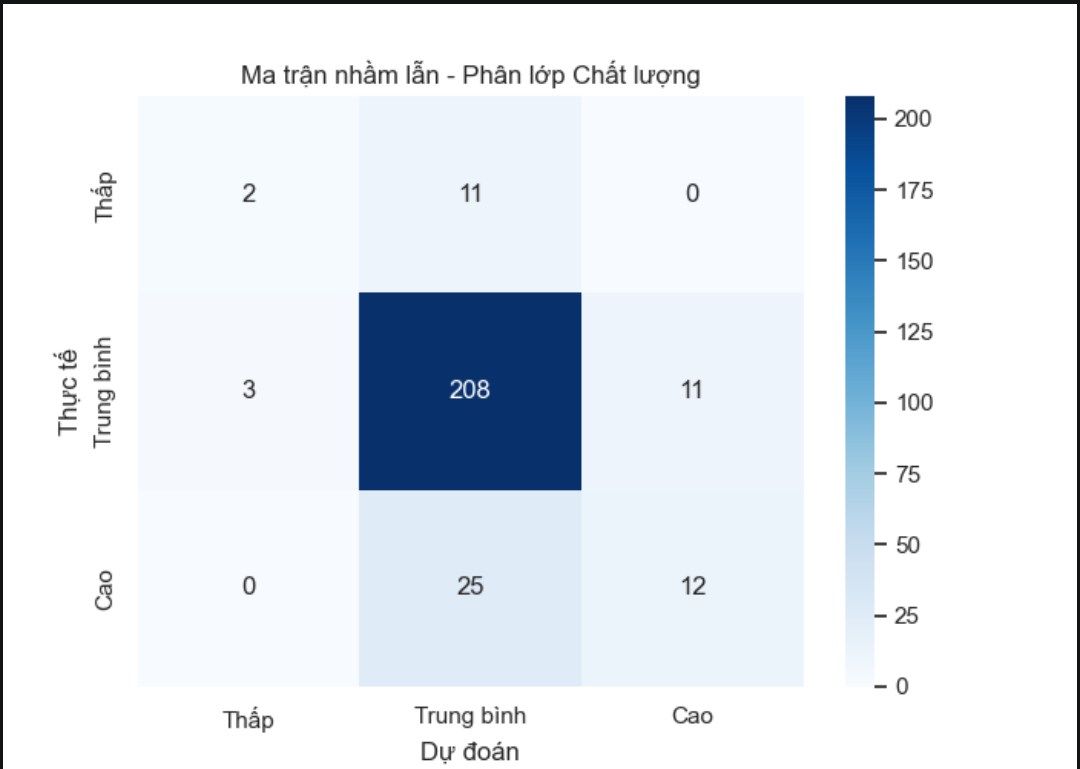 Ma trận nhầm lẫn - Phân lớp Chất lượng
Thực tế
Thấp
2 11 0
Trung bình
3 208 11
Cao
0 25 12
Thấp Trung bình Cao
Dự đoán
200
175
150
125
100
75
50
25
0